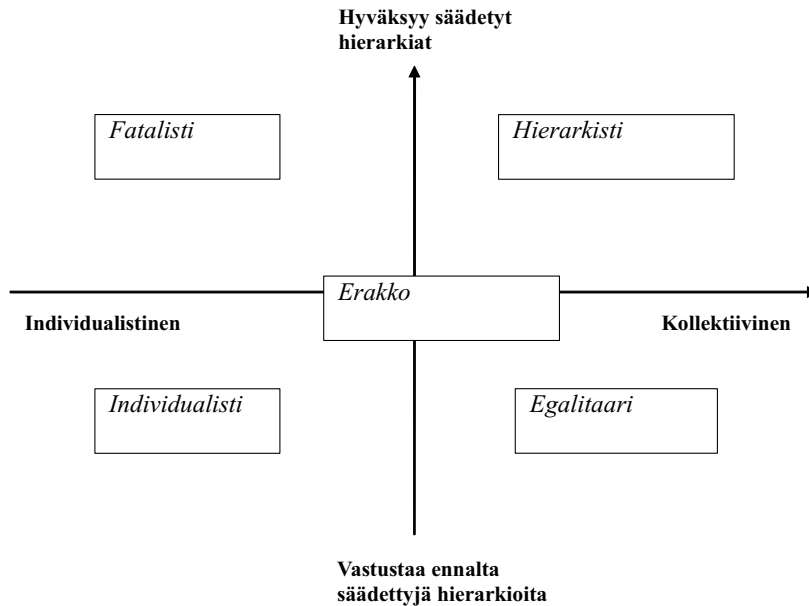 Hyväksyy säädetyt
hierarkiat
Fatalisti
Hierarkisti
Erakko
Individualistinen
Kollektiivinen
Individualisti
Egalitaari
Vastustaa ennalta
säädettyjä hierarkioita